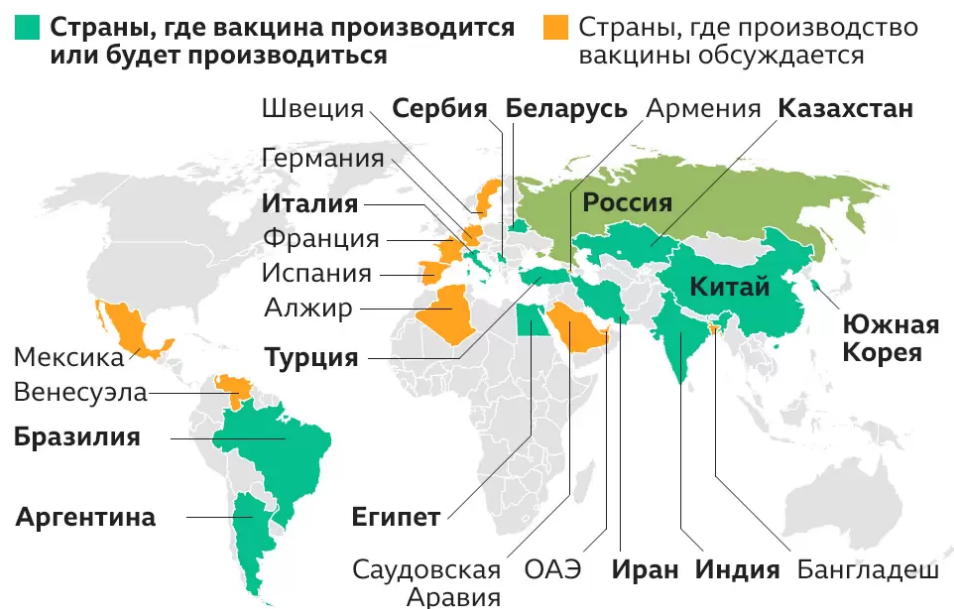 Страны, где вакцина производится
или будет производиться
Страны, где производство
вакцины обсуждается
Швеция
Сербия
Беларусь
Армения
Казахстан
Германия
Италия
Россия
Франция
Испания
Китай
Алжир
Южная
Корея
Турция
Мексика
Венесуэла
Бразилия
Аргентина
Египет
Саудовская
Аравия
ОАЭ
Иран
Индия
Бангладеш